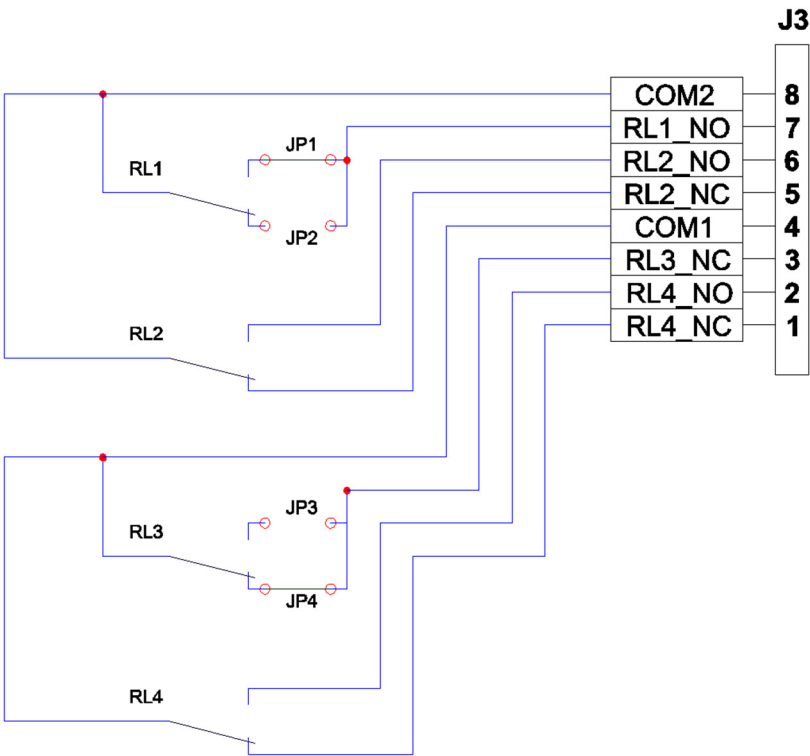 J3
COM2 8
RL1_NO 7
JP1
RL1
RL2_NO 6
RL2_NC 5
COM1 4
JP2
RL3_NC 3
RL4_NO 2
RL2
RL4_NC 1
JP3
RL3
JP4
RL4